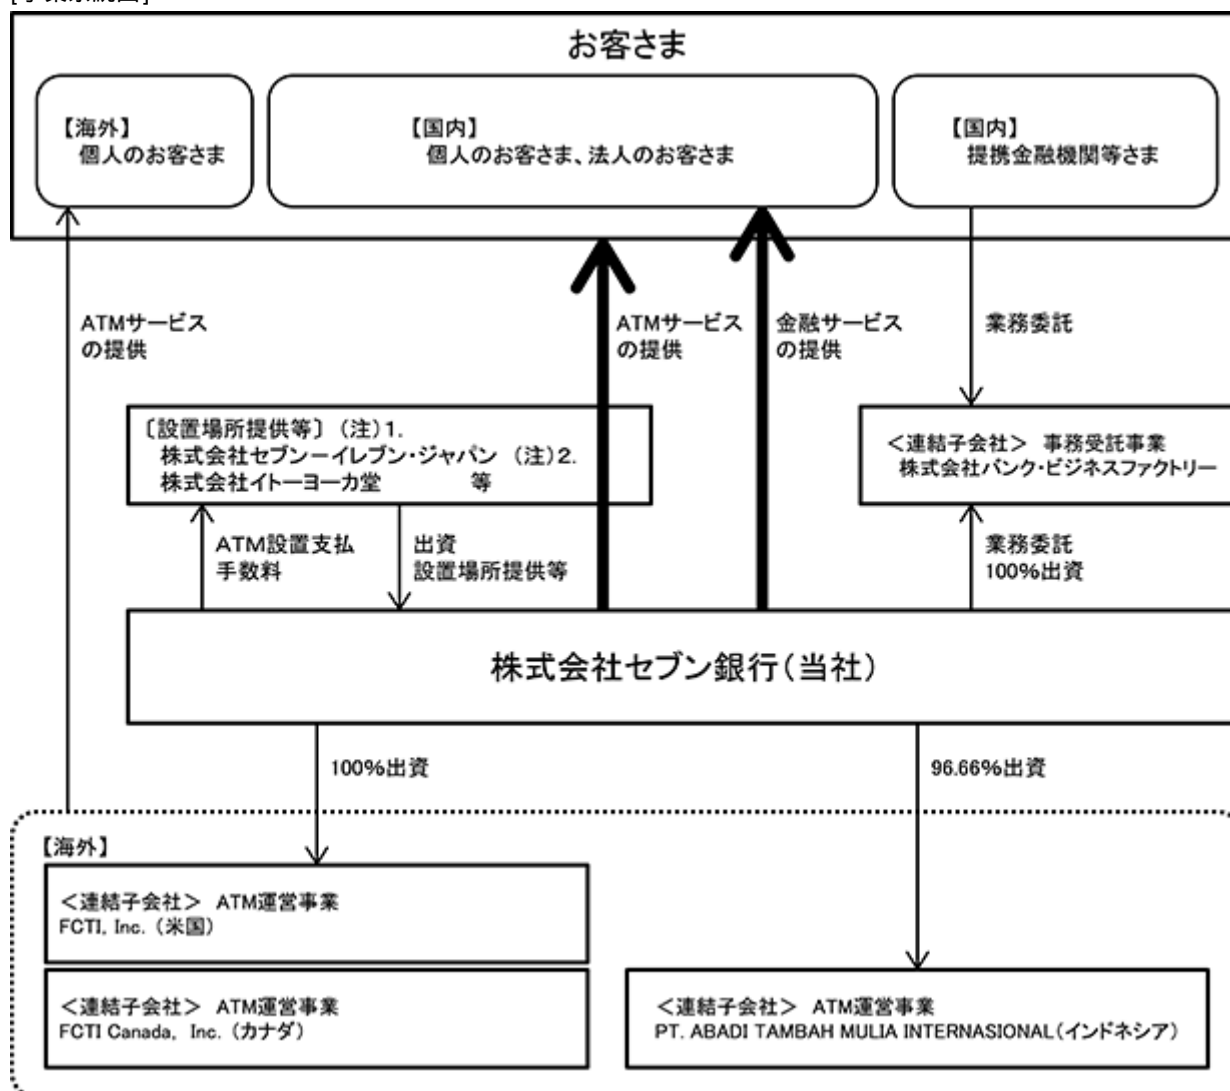 お客さま
【海外】
個人のお客さま
【国内】
個人のお客さま、法人のお客さま
【国内】
提携金融機関等さま
ATMサービス
の提供
ATMサービス
の提供
金融サービス
の提供
業務委託
〔設置場所提供等〕 (注)1.
株式会社セブン－イレブン・ジャパン (注)2.
株式会社イトーヨーカ堂 等
＜連結子会社＞ 事務受託事業
株式会社バンク・ビジネスファクトリー
ATM設置支払
手数料
出資
設置場所提供等
業務委託
100%出資
株式会社セブン銀行(当社)
100%出資
96.66%出資
【海外】
＜連結子会社＞ ATM運営事業
FCTI, Inc. (米国)
＜連結子会社＞ ATM運営事業
FCTI Canada, Inc. (カナダ)
＜連結子会社＞ ATM運営事業
PT. ABADI TAMBAH MULIA INTERNASIONAL(インドネシア)